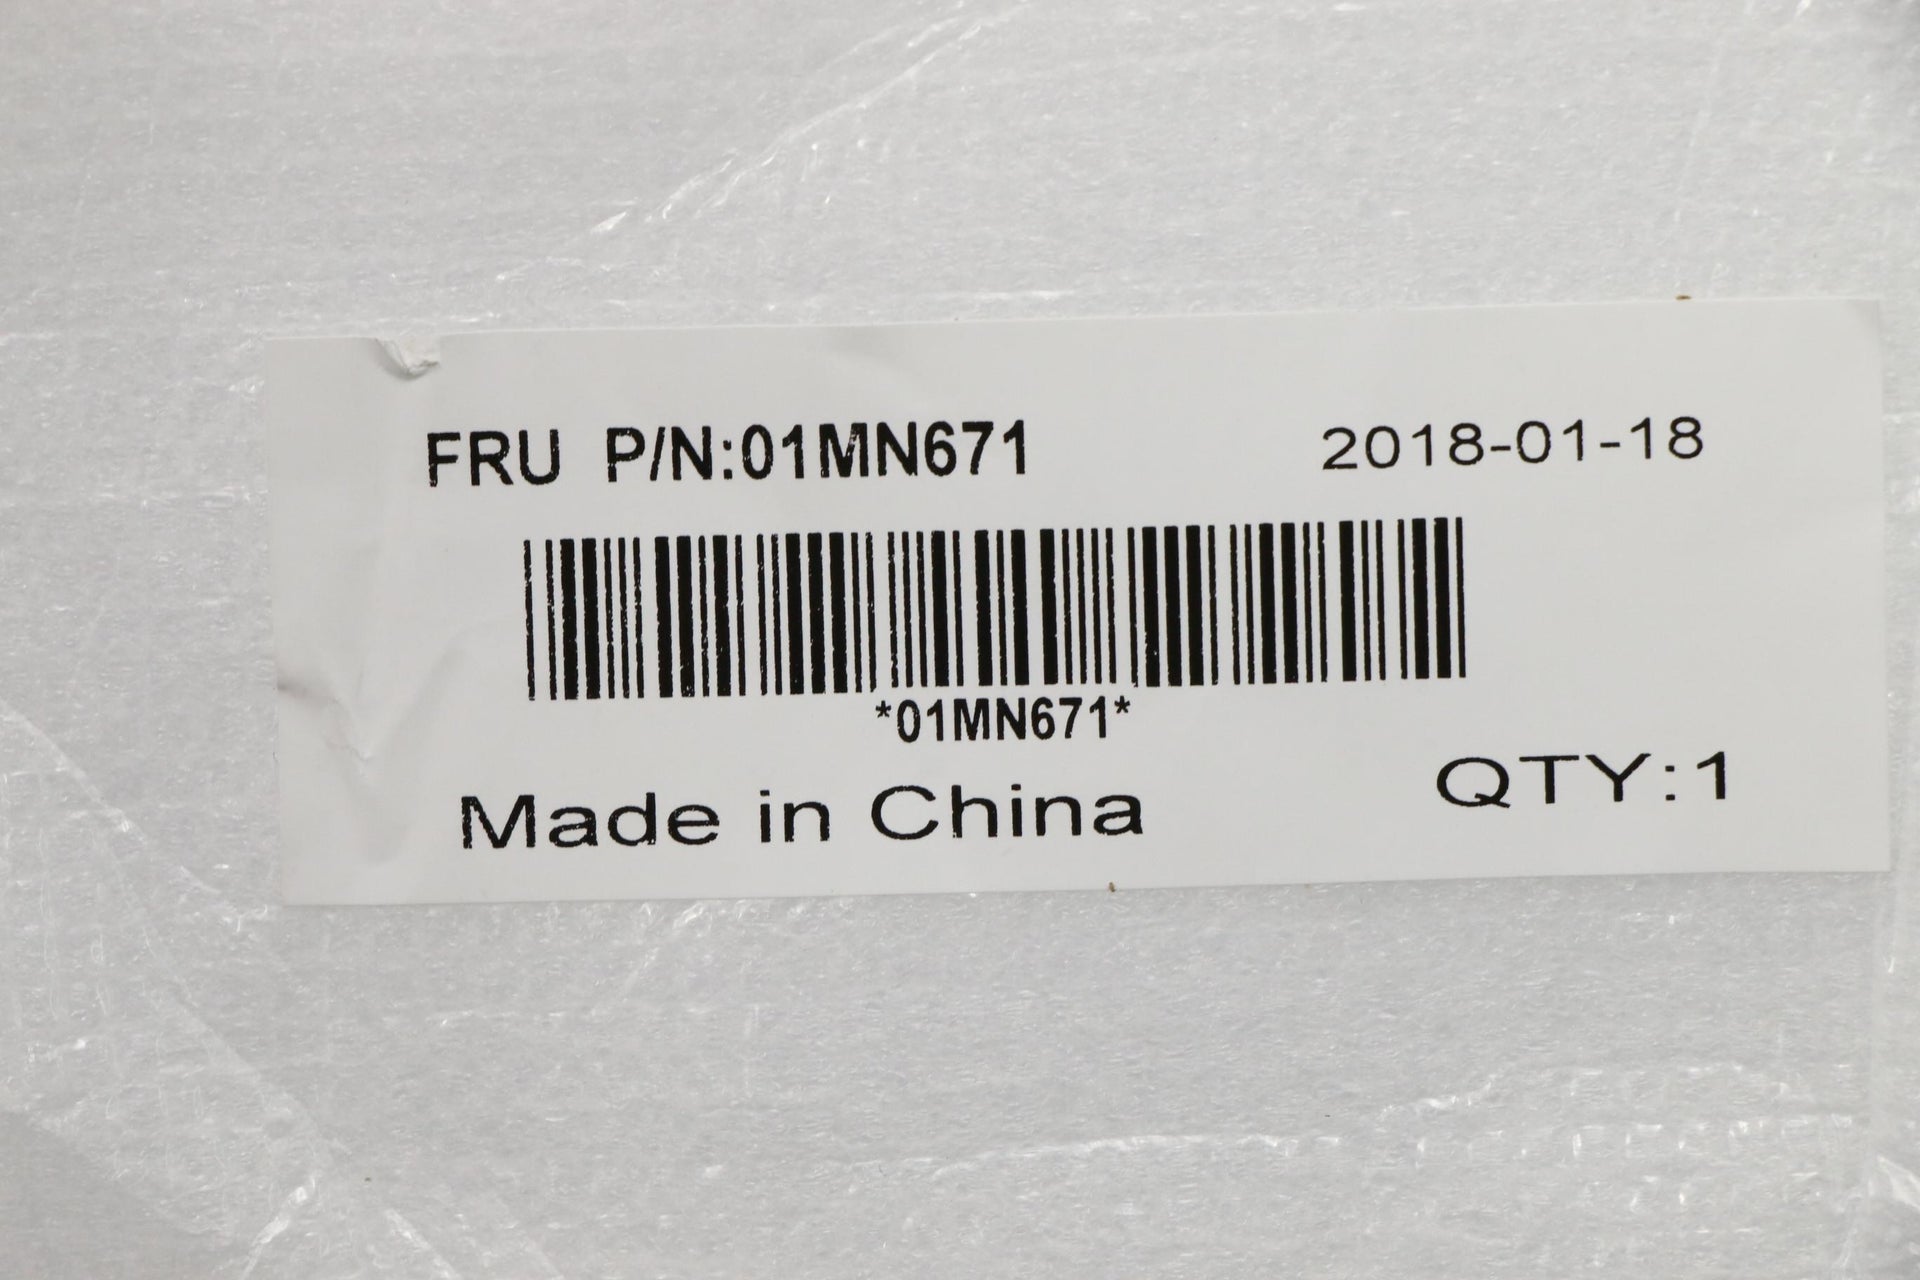 FRU P/N:01MN671 2018-01-18
*01MN671*
Made in China QTY:1